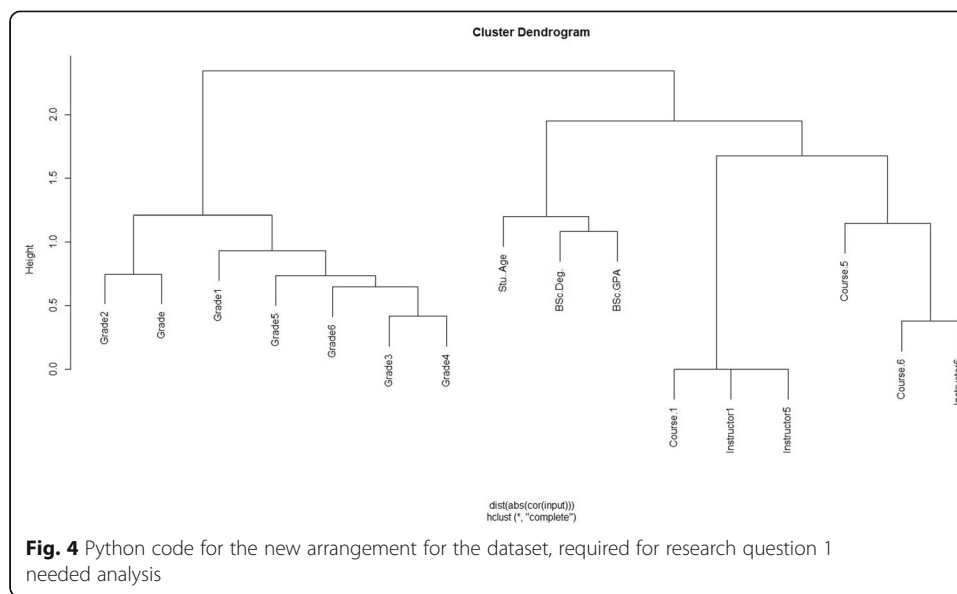 Cluster Dendrogram
Height
2.0
1.5
1.0
0.5
0.0
Grade2
Grade
Grade1
Grade5
Grade6
Grade3
Grade4
Stu..Age
BSc.Deg.
BSc.GPA
Course.1
Instructor1
Instructor5
Course.5
Course.6
dist(abs(cor(input)))
hclust (*, "complete")
Fig. 4 Python code for the new arrangement for the dataset, required for research question 1
needed analysis